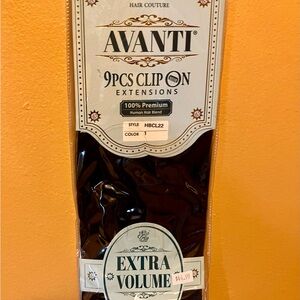 HAIR COUTURE
AVANTI®
9PCS CLIP ON
EXTENSIONS
100% Premium
Human Hair Blend
STYLE HBCL22
COLOR 1
EXTRA
VOLUME